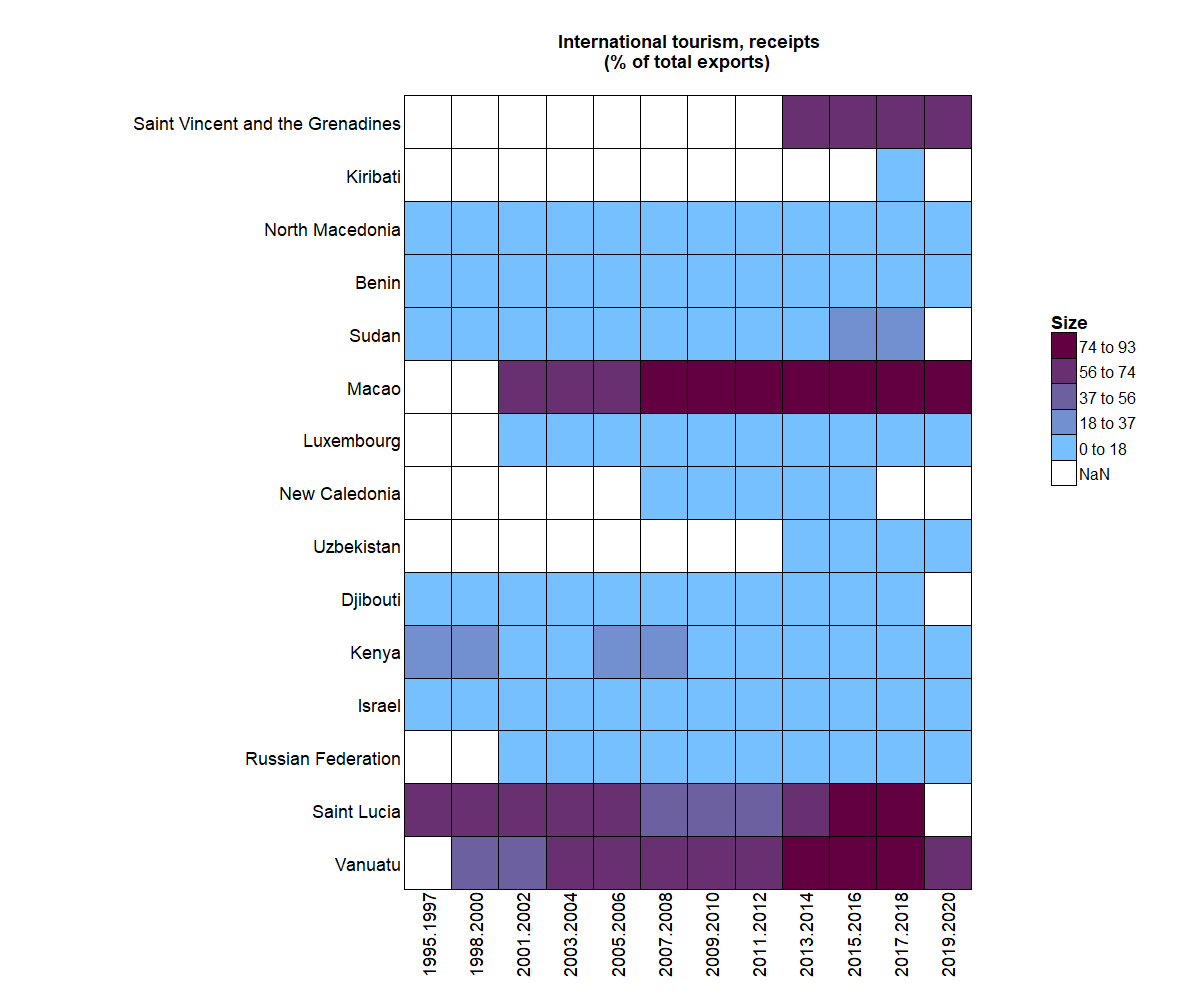 International tourism, receipts
(% of total exports)
Saint Vincent and the Grenadines
Kiribati
North Macedonia
Benin
Sudan
Macao
Luxembourg
New Caledonia
Uzbekistan
Djibouti
Kenya
Israel
Russian Federation
Saint Lucia
Vanuatu
1995.1997
1998.2000
2001.2002
2003.2004
2005.2006
2007.2008
2009.2010
2011.2012
2013.2014
2015.2016
2017.2018
2019.2020
Size
74 to 93
56 to 74
37 to 56
18 to 37
0 to 18
NaN